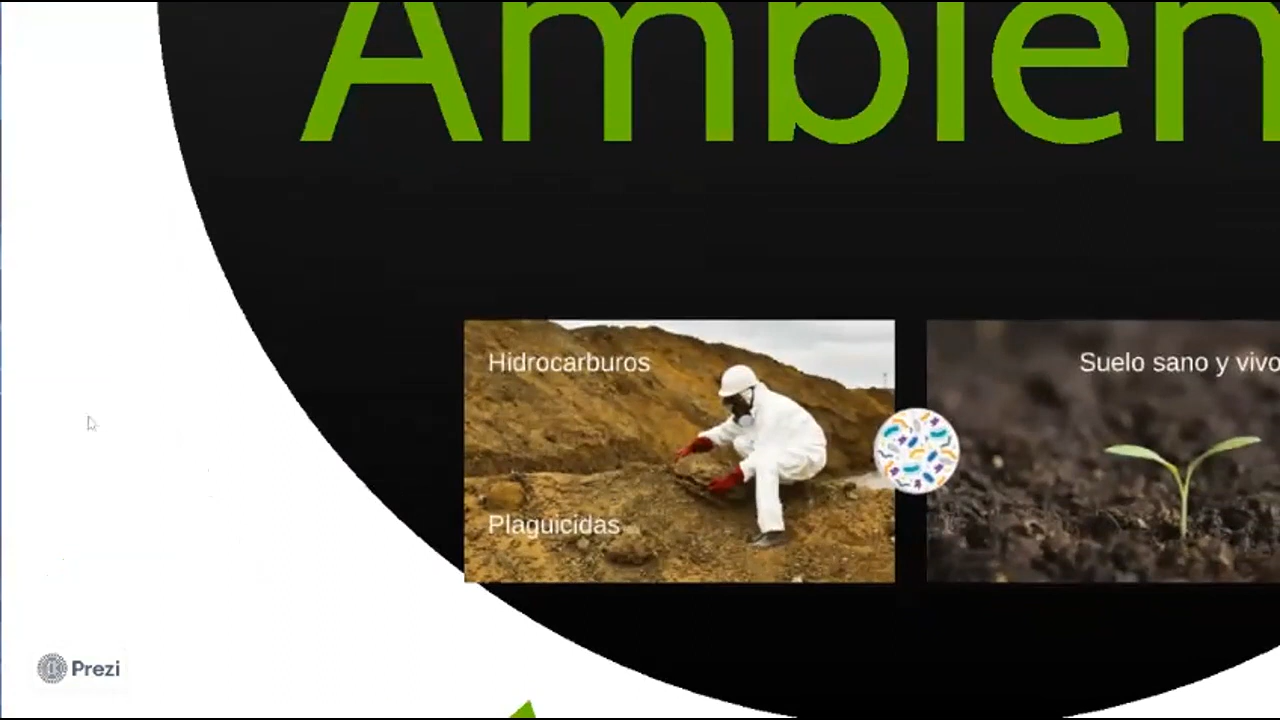 Ambien
Hidrocarburos
Suelo sano y vivo
Plaguicidas
Prezi